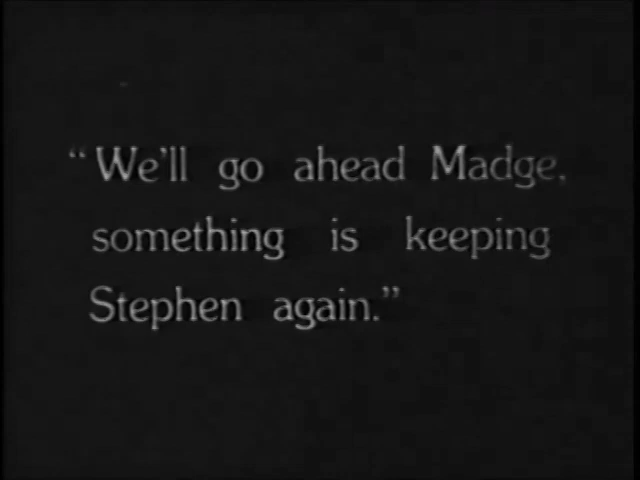 “We'll go ahead Madge,
something is keeping
Stephen again.”